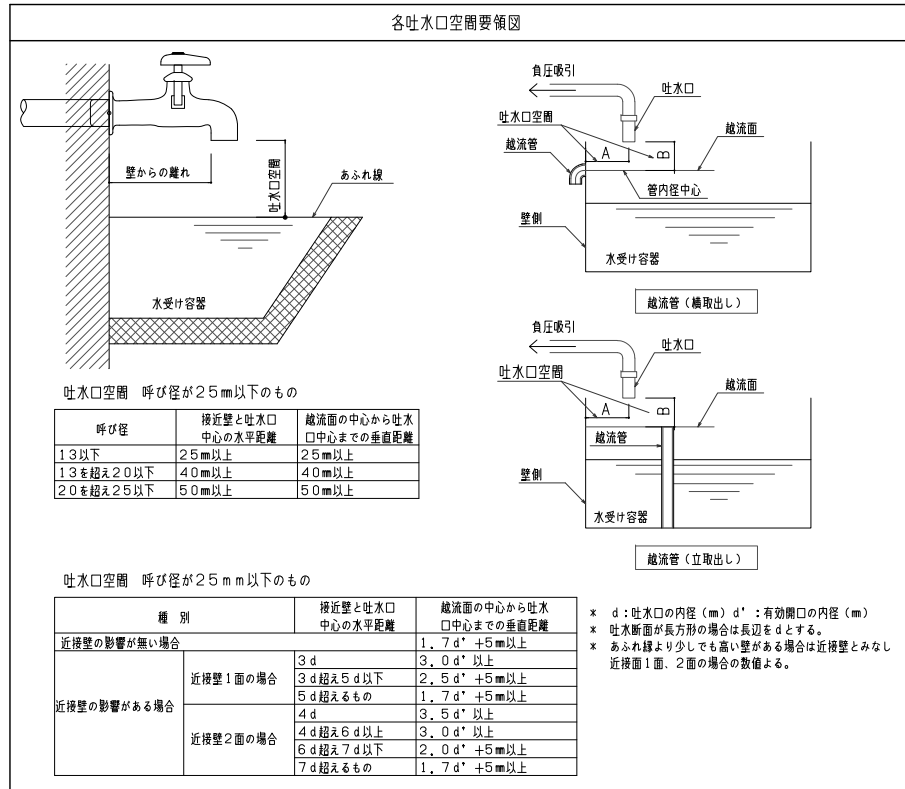 各吐水口空間要領図
壁からの離れ
吐水口空間
あふれ線
水受け容器
負圧吸引
吐水口
吐水口空間
越流面
越流管
A
B
管内径中心
壁側
水受け容器
越流管（横取出し）
負圧吸引
吐水口
吐水口空間
越流面
A
B
越流管
壁側
水受け容器
越流管（立取出し）
吐水口空間 呼び径が25㎜以下のもの
呼び径 接近壁と吐水口 越流面の中心から吐水
中心の水平距離 口中心までの垂直距離
13以下 25㎜以上 25㎜以上
13を超え20以下 40㎜以上 40㎜以上
20を超え25以下 50㎜以上 50㎜以上
吐水口空間 呼び径が25mm以下のもの
種 別 接近壁と吐水口 越流面の中心から吐水
中心の水平距離 口中心までの垂直距離
近接壁の影響が無い場合 1.7d'+5㎜以上
近接壁の影響がある場合
近接壁1面の場合
3d 3.0d'以上
3d超え5d以下 2.5d'+5㎜以上
5d超えるもの 1.7d'+5㎜以上
近接壁2面の場合
4d 3.5d'以上
4d超え6d以上 3.0d'以上
6d超え7d以下 2.0d'+5㎜以上
7d超えるもの 1.7d'+5㎜以上
* d:吐水口の内径(㎜) d':有効開口の内径(㎜)
* 吐水断面が長方形の場合は長辺をdとする。
* あふれ縁より少しでも高い壁がある場合は近接壁とみなし
近接面1面、2面の場合の数値よる。